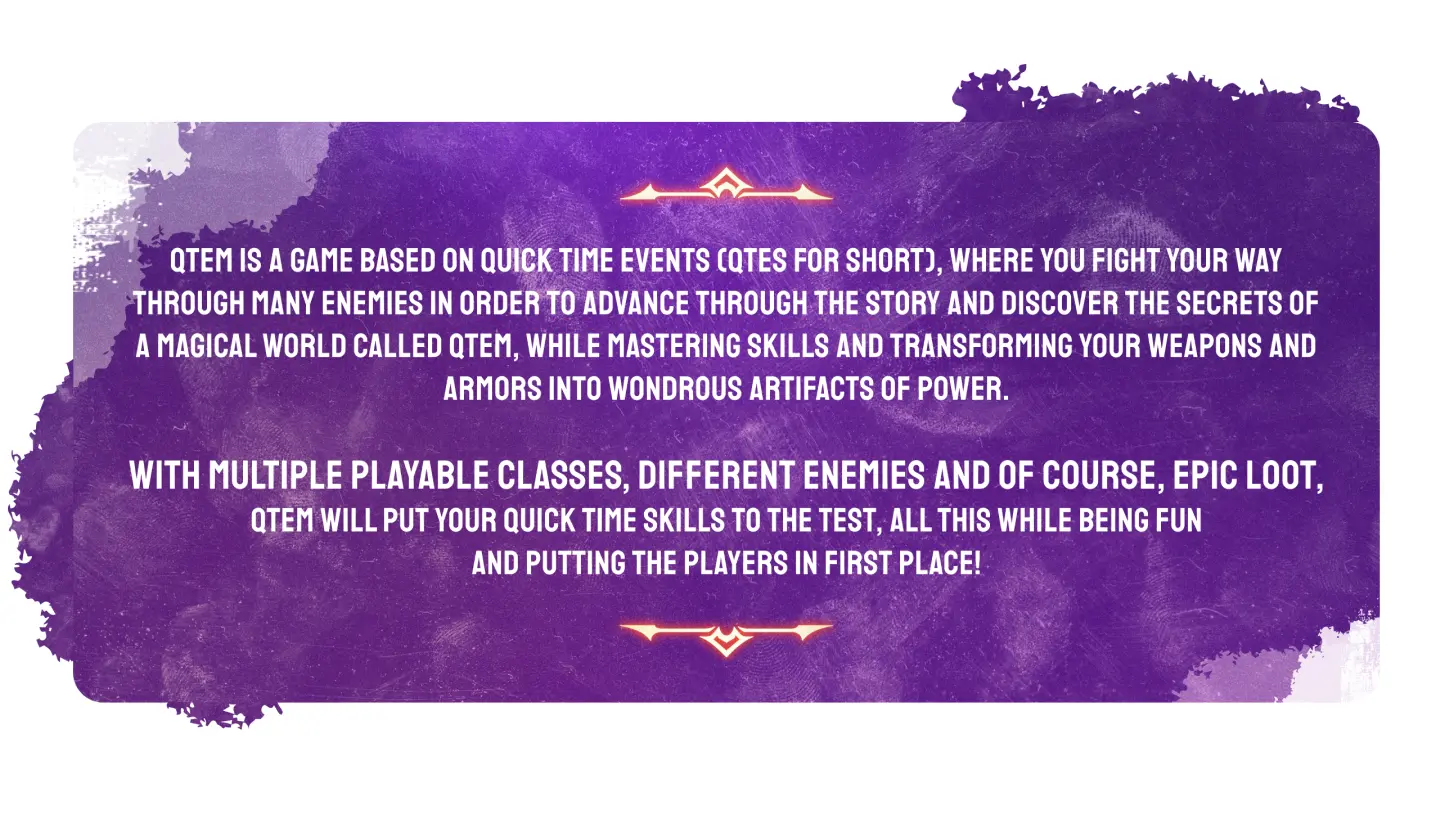 QTEM IS A GAME BASED ON QUICK TIME EVENTS (QTES FOR SHORT), WHERE YOU FIGHT YOUR WAY
THROUGH MANY ENEMIES IN ORDER TO ADVANCE THROUGH THE STORY AND DISCOVER THE SECRETS OF
A MAGICAL WORLD CALLED QTEM, WHILE MASTERING SKILLS AND TRANSFORMING YOUR WEAPONS AND
ARMORS INTO WONDROUS ARTIFACTS OF POWER.
WITH MULTIPLE PLAYABLE CLASSES, DIFFERENT ENEMIES AND OF COURSE, EPIC LOOT,
QTEM WILL PUT YOUR QUICK TIME SKILLS TO THE TEST, ALL THIS WHILE BEING FUN
AND PUTTING THE PLAYERS IN FIRST PLACE!